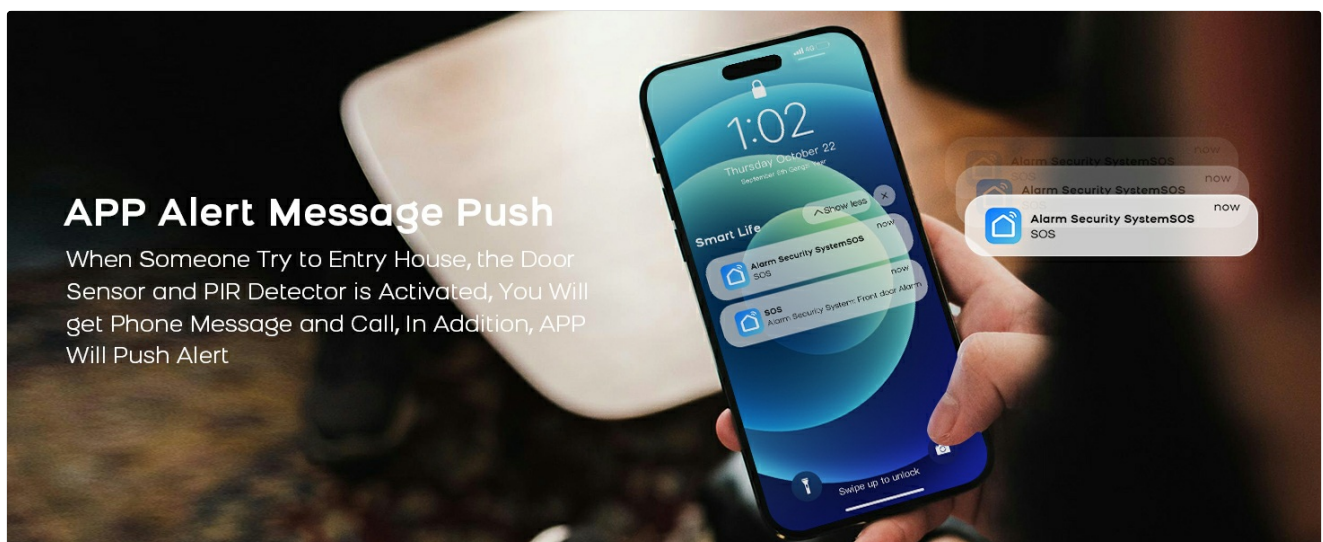 APP Alert Message Push
When Someone Try to Entry House, the Door
Sensor and PIR Detector is Activated, You Will
get Phone Message and Call, In Addition, APP
Will Push Alert
1:02
Thursday October 22
Show less
Smart Life
Alarm Security SystemSOS
now
SOS
SOS
now
Alarm Security System: Front door Alarm
Swipe up to unlock
Alarm Security SystemSOS
now
SOS
Alarm Security SystemSOS
now
Alarm Security SystemSOS
now
SOS